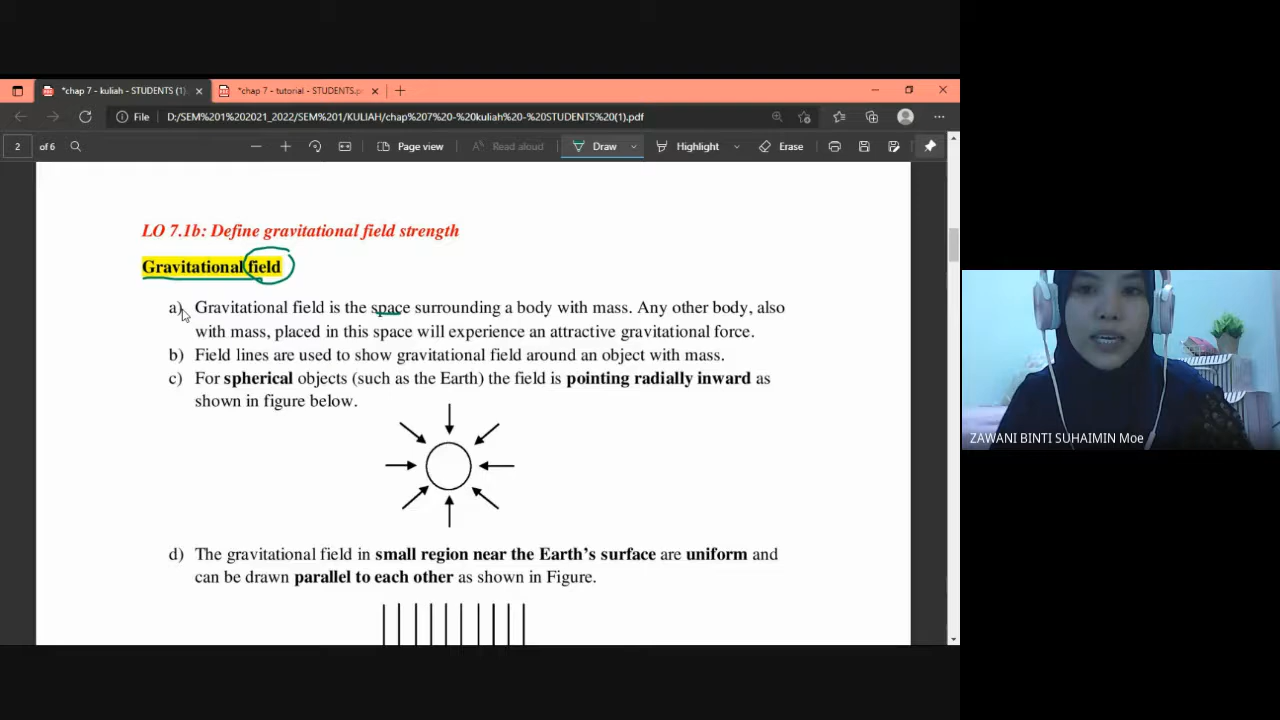 *chap 7 - kuliah - STUDENTS (1).
*chap 7 - tutorial - STUDENTS.p
File D:/SEM%201%202021_2022/SEM%201/KULIAH/chap%207%20-%20kuliah%20-%20STUDENTS%20(1).pdf
2 of 6 Page view Read aloud Draw Highlight Erase
LO 7.1b: Define gravitational field strength
Gravitational field
a) Gravitational field is the space surrounding a body with mass. Any other body, also
with mass, placed in this space will experience an attractive gravitational force.
b) Field lines are used to show gravitational field around an object with mass.
c) For spherical objects (such as the Earth) the field is pointing radially inward as
shown in figure below.
d) The gravitational field in small region near the Earth's surface are uniform and
can be drawn parallel to each other as shown in Figure.
ZAWANI BINTI SUHAIMIN Moe